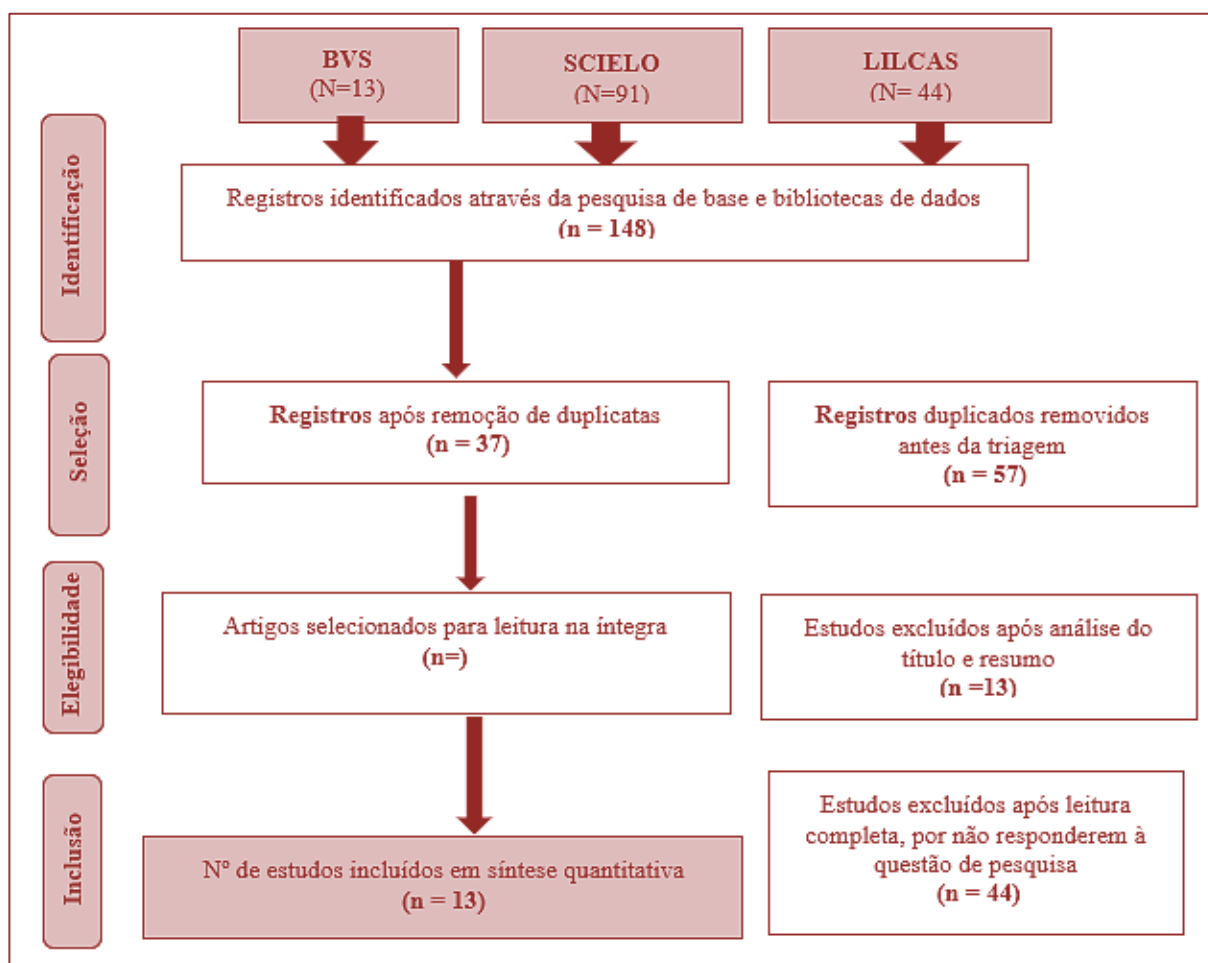 BVS
(N=13)
SCIELO
(N=91)
LILCAS
(N= 44)
Identificação
Registros identificados através da pesquisa de base e bibliotecas de dados
(n = 148)
Seleção
Registros após remoção de duplicatas
(n = 37)
Registros duplicados removidos
antes da triagem
(n = 57)
Elegibilidade
Artigos selecionados para leitura na íntegra
(n=)
Estudos excluídos após análise do
título e resumo
(n =13)
Inclusão
Nº de estudos incluídos em síntese quantitativa
(n = 13)
Estudos excluídos após leitura
completa, por não responderem à
questão de pesquisa
(n = 44)